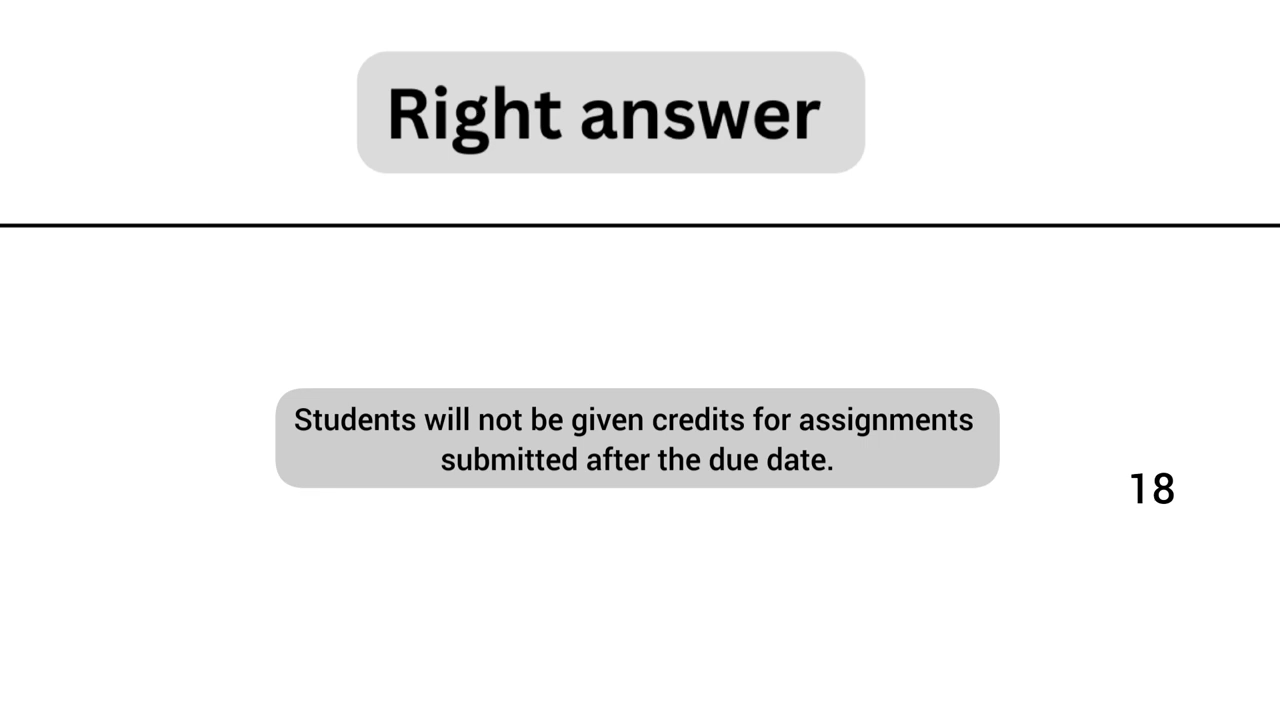 Right answer
Students will not be given credits for assignments
submitted after the due date.
18